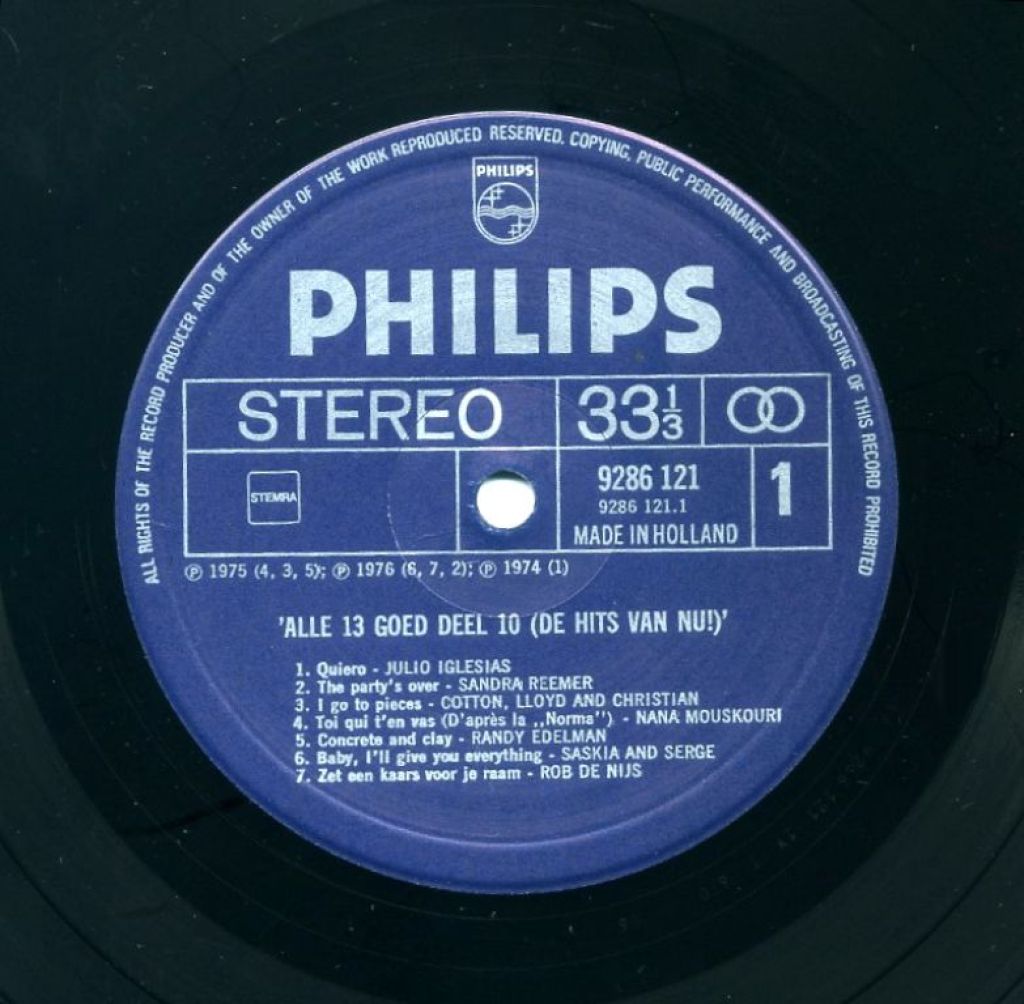 ALL RIGHTS OF THE RECORD PRODUCER AND OF THE OWNER OF THE WORK REPRODUCED RESERVED. COPYING, PUBLIC PERFORMANCE AND BROADCASTING OF THIS RECORD PROHIBITED
PHILIPS
PHILIPS
STEREO 33 1/3
STEMRA 9286 121 1
9286 121.1
MADE IN HOLLAND
Ⓟ 1975 (4, 3, 5); Ⓟ 1976 (6, 7, 2); Ⓟ 1974 (1)
'ALLE 13 GOED DEEL 10 (DE HITS VAN NU!)'
1. Quiero - JULIO IGLESIAS
2. The party's over - SANDRA REEMER
3. I go to pieces - COTTON, LLOYD AND CHRISTIAN
4. Toi qui t'en vas (D'après la ,,Norma") - NANA MOUSKOURI
5. Concrete and clay - RANDY EDELMAN
6. Baby, I'll give you everything - SASKIA AND SERGE
7. Zet een kaars voor je raam - ROB DE NIJS